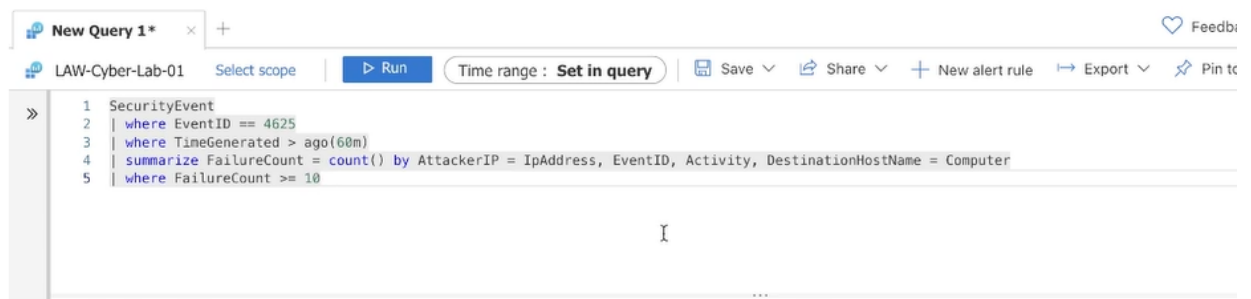 New Query 1*
Feedba
LAW-Cyber-Lab-01 Select scope Run Time range : Set in query Save Share New alert rule Export Pin to
1 SecurityEvent
2 | where EventID == 4625
3 | where TimeGenerated > ago(60m)
4 | summarize FailureCount = count() by AttackerIP = IpAddress, EventID, Activity, DestinationHostName = Computer
5 | where FailureCount >= 10